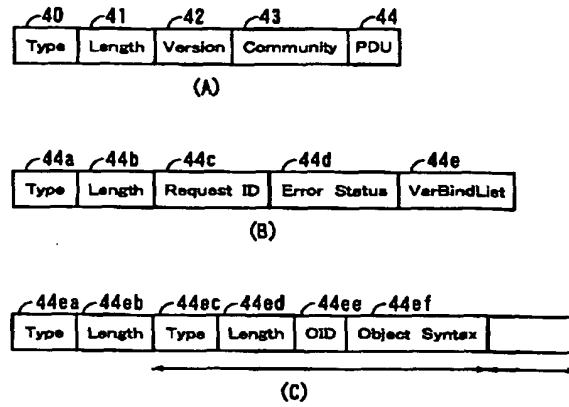 40 41 42 43 44
Type Length Version Community PDU
(A)
44a 44b 44c 44d 44e
Type Length Request ID Error Status VarBindList
(B)
44ea 44eb 44ec 44ed 44ee 44ef
Type Length Type Length OID Object Syntax
(C)